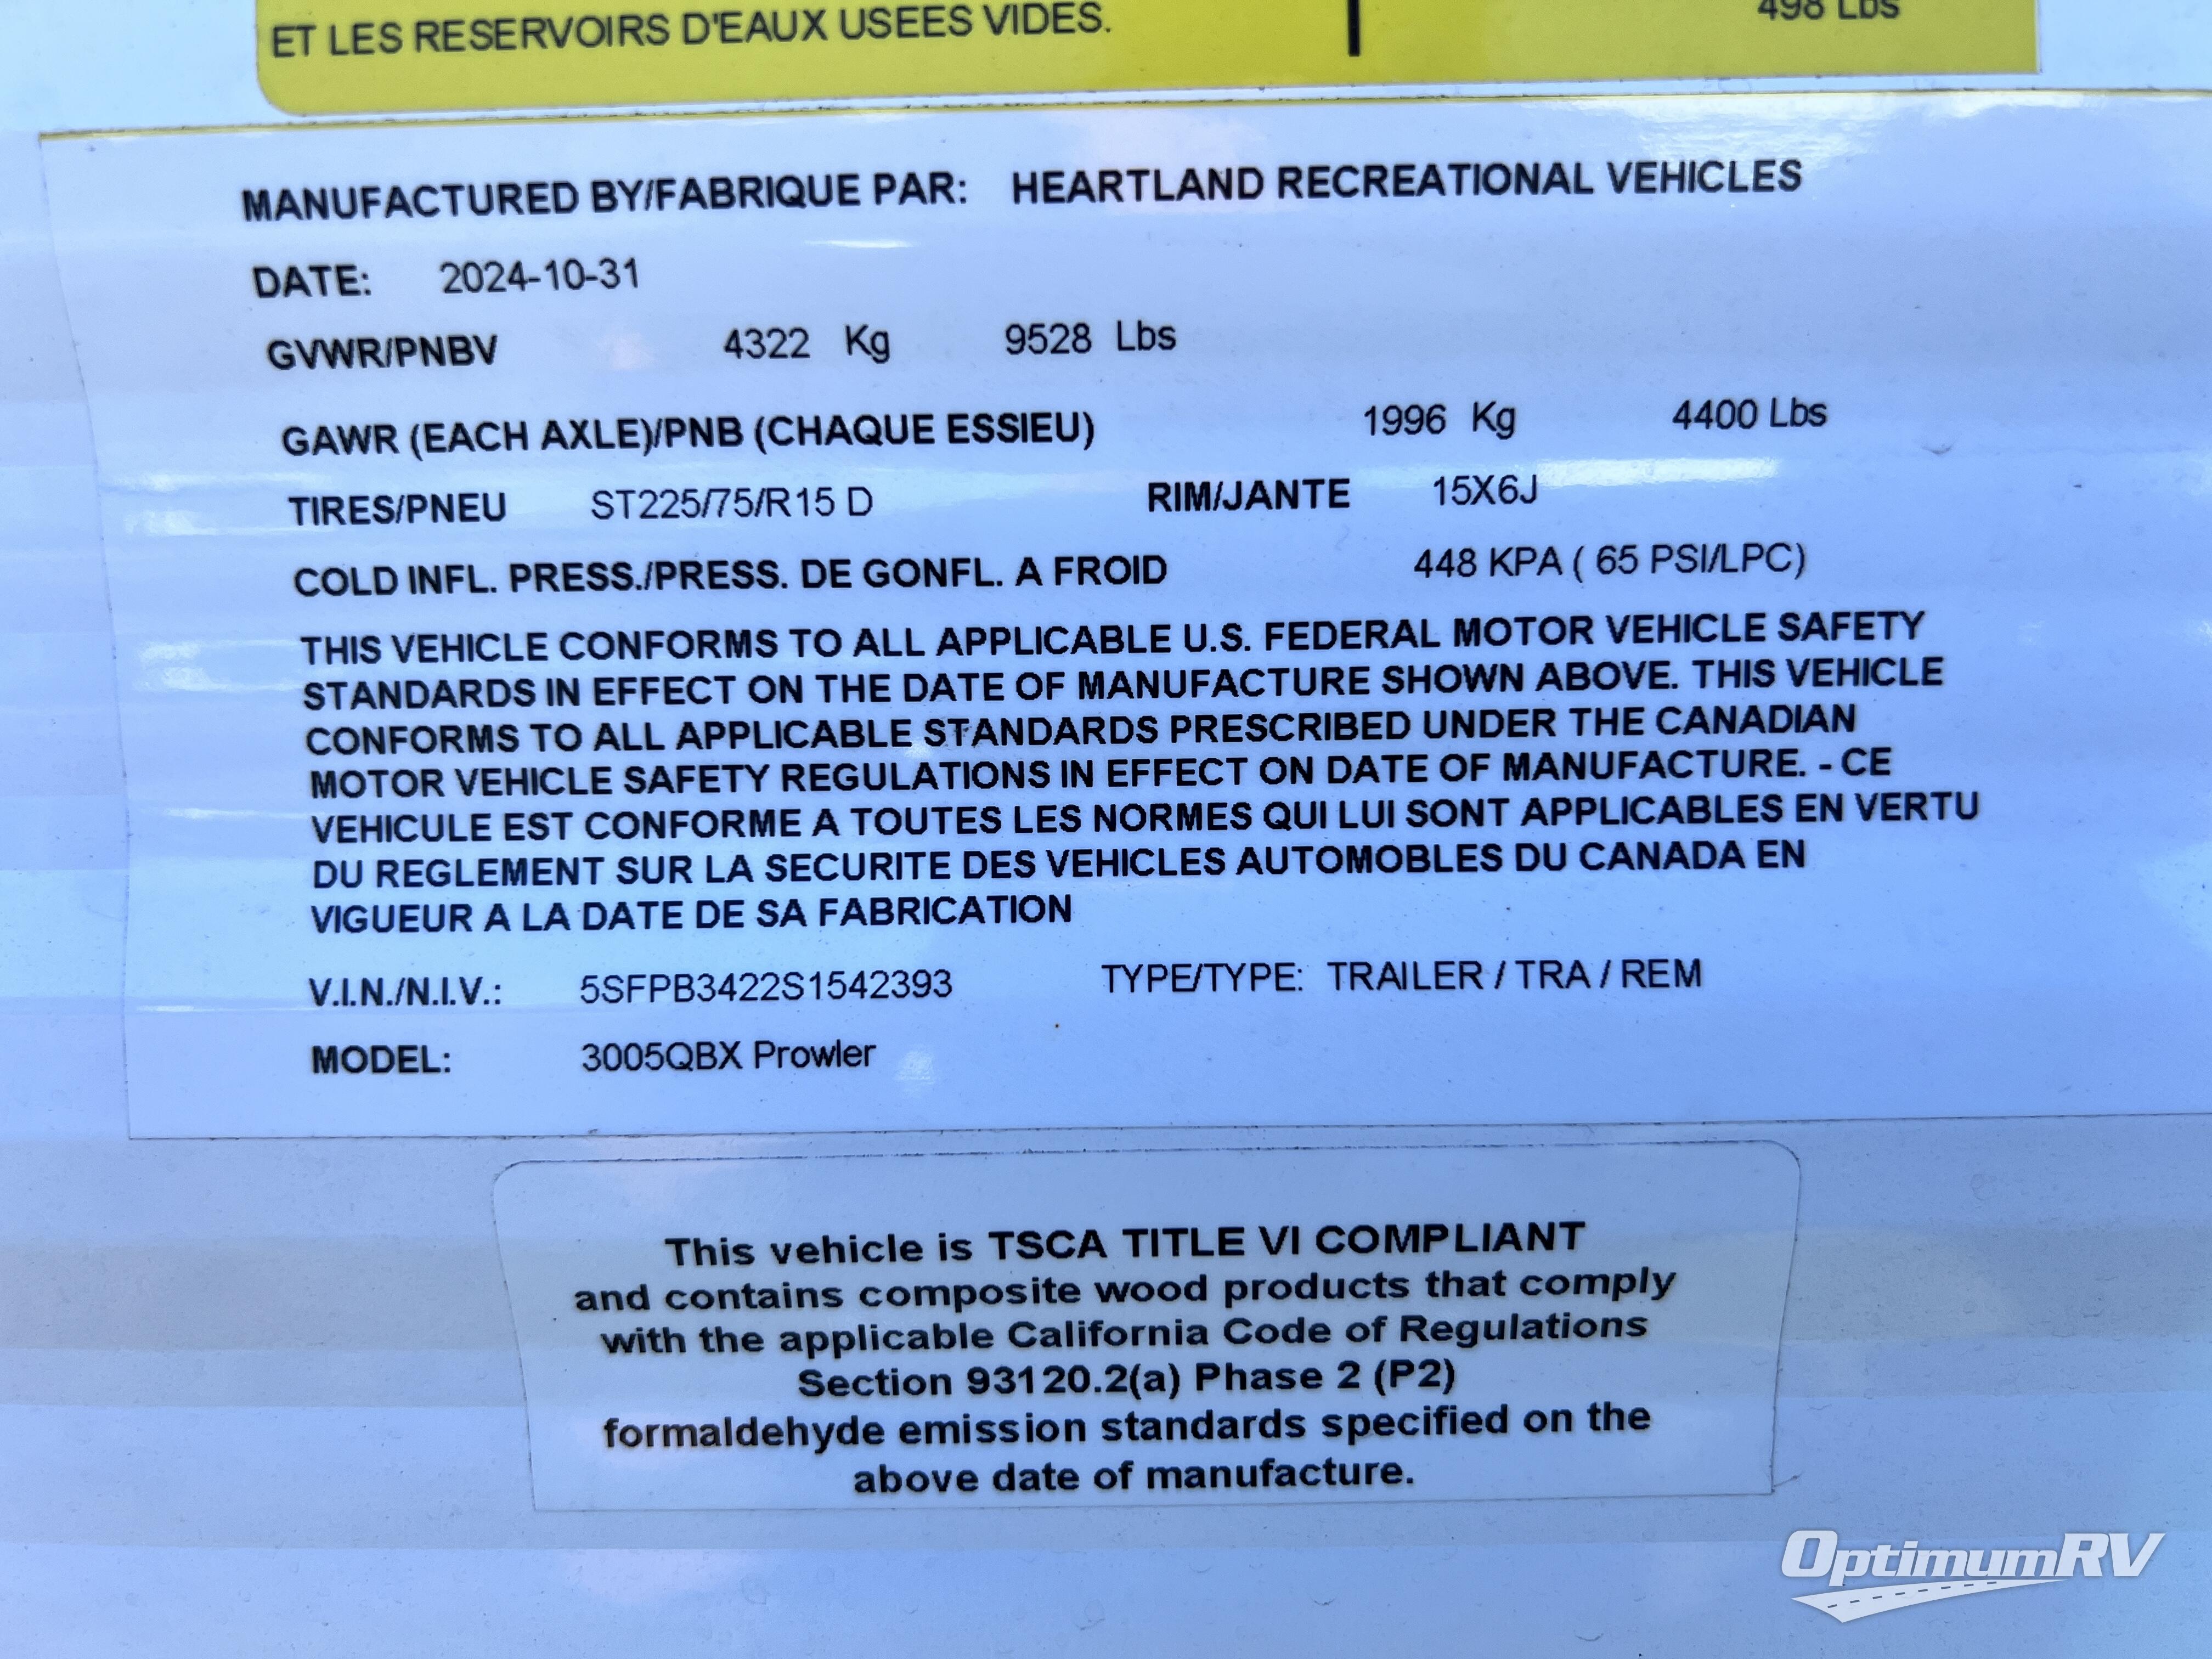 ET LES RESERVOIRS D'EAUX USEES VIDES.
498 Lbs
MANUFACTURED BY/FABRIQUE PAR: HEARTLAND RECREATIONAL VEHICLES
DATE: 2024-10-31
GVWR/PNBV 4322 Kg 9528 Lbs
GAWR (EACH AXLE)/PNB (CHAQUE ESSIEU) 1996 Kg 4400 Lbs
TIRES/PNEU ST225/75/R15 D RIM/JANTE 15X6J
COLD INFL. PRESS./PRESS. DE GONFL. A FROID 448 KPA ( 65 PSI/LPC)
THIS VEHICLE CONFORMS TO ALL APPLICABLE U.S. FEDERAL MOTOR VEHICLE SAFETY
STANDARDS IN EFFECT ON THE DATE OF MANUFACTURE SHOWN ABOVE. THIS VEHICLE
CONFORMS TO ALL APPLICABLE STANDARDS PRESCRIBED UNDER THE CANADIAN
MOTOR VEHICLE SAFETY REGULATIONS IN EFFECT ON DATE OF MANUFACTURE. - CE
VEHICULE EST CONFORME A TOUTES LES NORMES QUI LUI SONT APPLICABLES EN VERTU
DU REGLEMENT SUR LA SECURITE DES VEHICLES AUTOMOBLES DU CANADA EN
VIGUEUR A LA DATE DE SA FABRICATION
V.I.N./N.I.V.: 5SFPB3422S1542393 TYPE/TYPE: TRAILER / TRA / REM
MODEL: 3005QBX Prowler
This vehicle is TSCA TITLE VI COMPLIANT
and contains composite wood products that comply
with the applicable California Code of Regulations
Section 93120.2(a) Phase 2 (P2)
formaldehyde emission standards specified on the
above date of manufacture.
OptimumRV